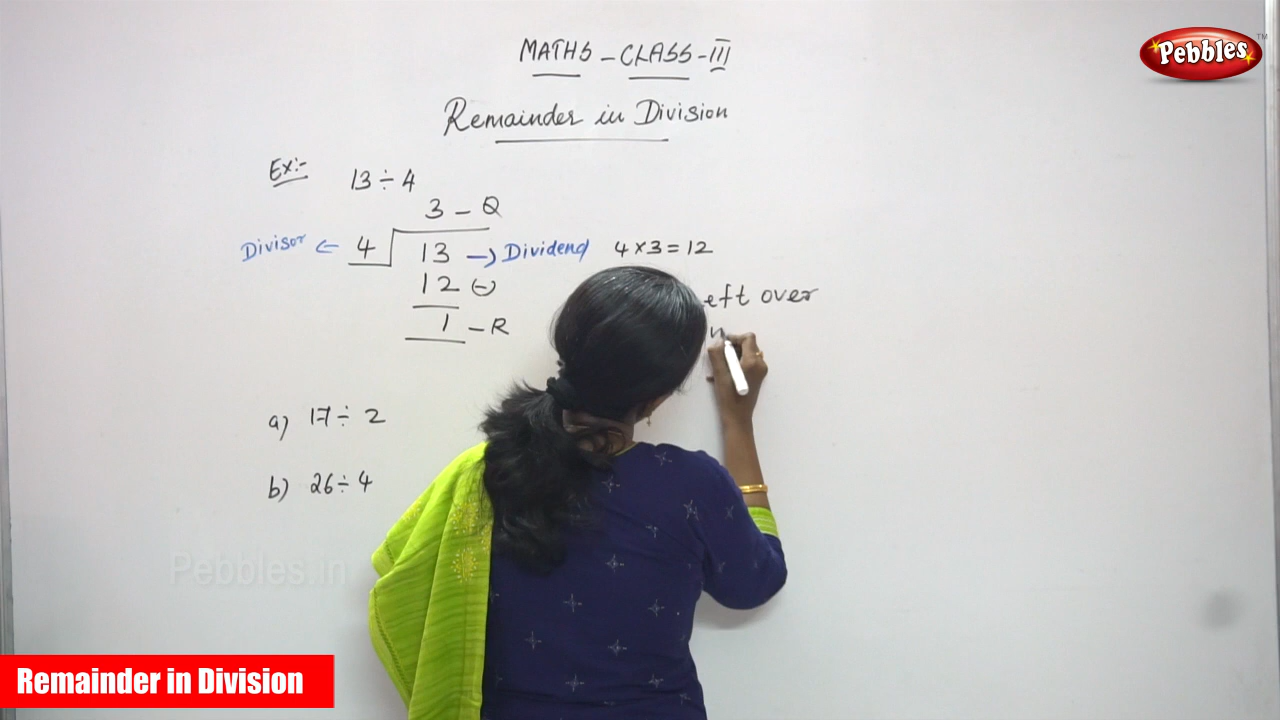 MATHS - CLASS - III
Pebbles TM
Remainder in Division
Ex:- 13 ÷ 4
3 - Q
Divisor ← 4 13 → Dividend 4 × 3 = 12
12 (-)
eft over
1 - R
a) 17 ÷ 2
b) 26 ÷ 4
Pebbles.in
Remainder in Division